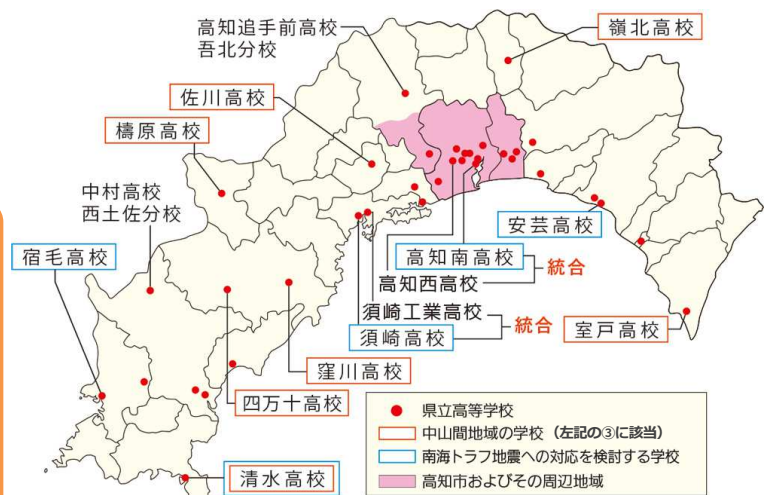 高知追手前高校
吾北分校
嶺北高校
佐川高校
檮原高校
中村高校
西土佐分校
宿毛高校
安芸高校
高知南高校
統合
高知西高校
須崎工業高校
統合
須崎高校
室戸高校
窪川高校
四万十高校
清水高校
県立高等学校
中山間地域の学校（左記の③に該当）
南海トラフ地震への対応を検討する学校
高知市およびその周辺地域